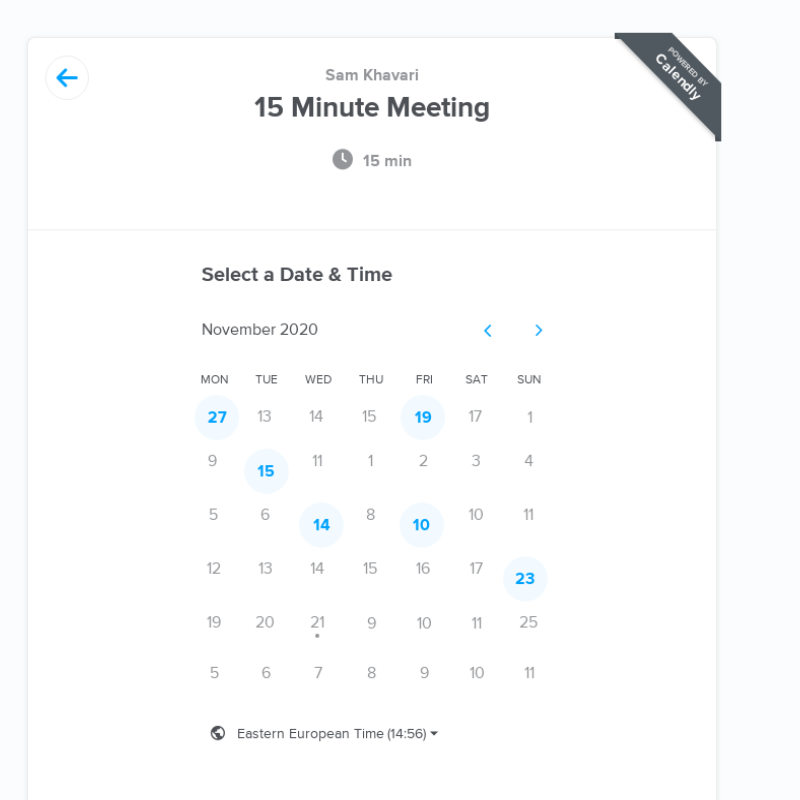 Sam Khavari
POWERED BY
Calendly
15 Minute Meeting
15 min
Select a Date & Time
November 2020
MON TUE WED THU FRI SAT SUN
27 13 14 15 19 17 1
9 15 11 1 2 3 4
5 6 14 8 10 10 11
12 13 14 15 16 17 23
19 20 21 9 10 11 25
5 6 7 8 9 10 11
Eastern European Time (14:56)